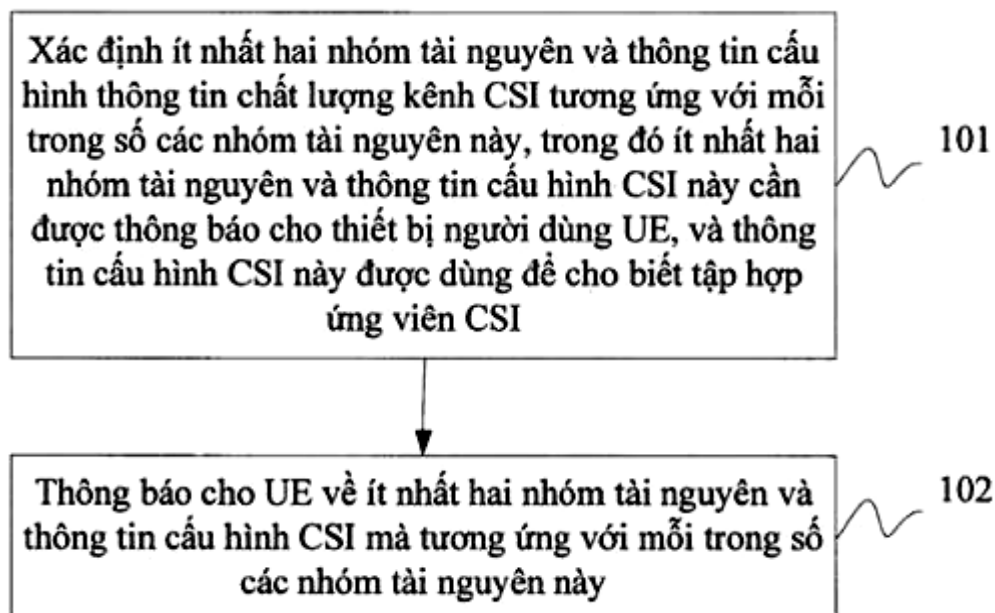 Xác định ít nhất hai nhóm tài nguyên và thông tin cấu
hình thông tin chất lượng kênh CSI tương ứng với mỗi
trong số các nhóm tài nguyên này, trong đó ít nhất hai
nhóm tài nguyên và thông tin cấu hình CSI này cần
được thông báo cho thiết bị người dùng UE, và thông
tin cấu hình CSI này được dùng để cho biết tập hợp
ứng viên CSI
101
Thông báo cho UE về ít nhất hai nhóm tài nguyên và
thông tin cấu hình CSI mà tương ứng với mỗi trong số
các nhóm tài nguyên này
102